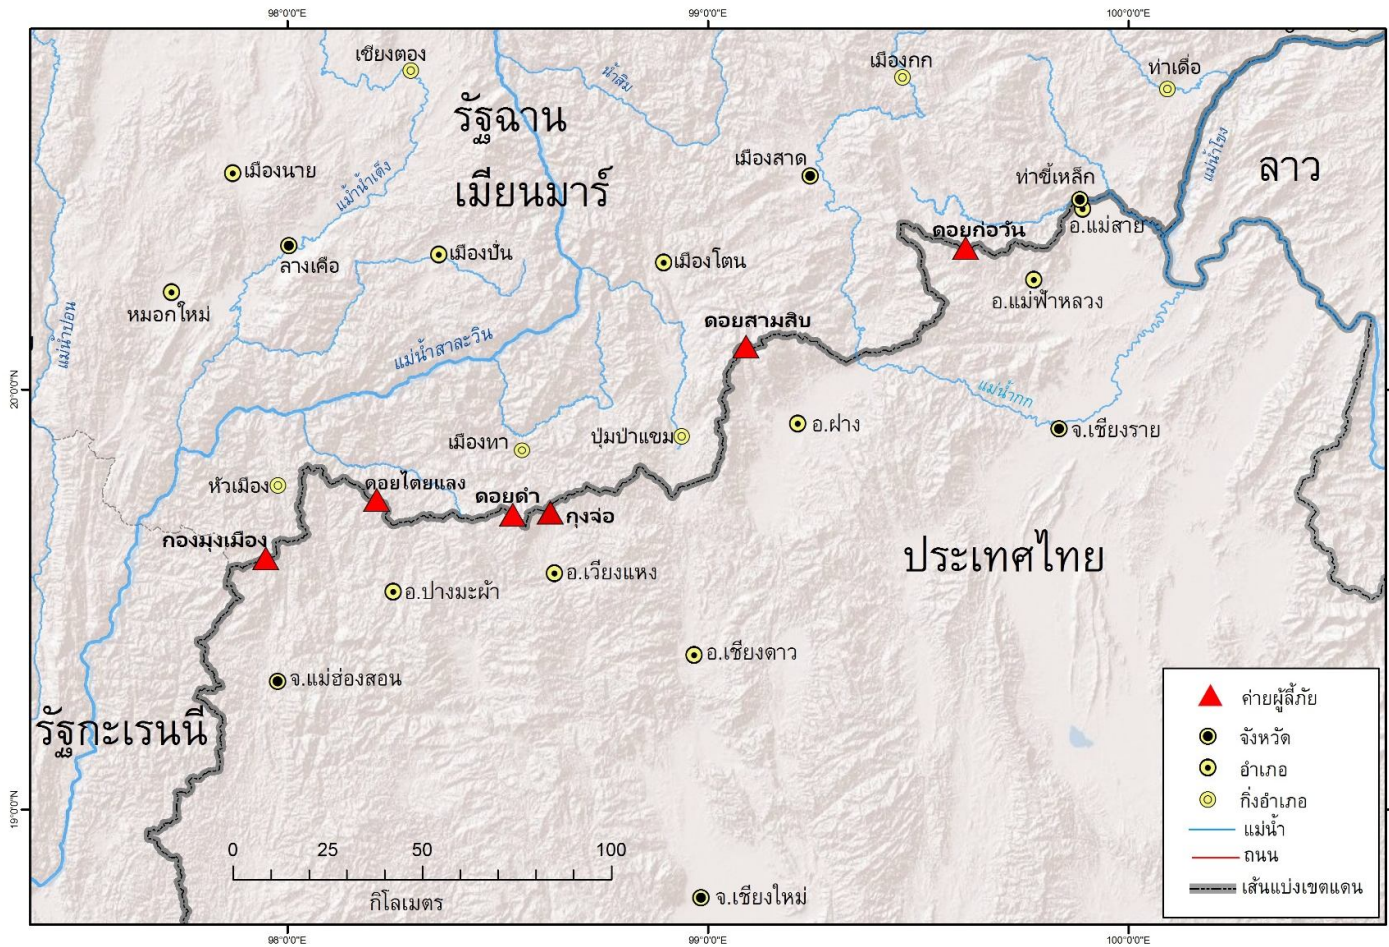 98°0'0"E
99°0'0"E
100°0'0"E
เชียงตอง
น้ำสิม
เมืองกก
ท่าเดื่อ
รัฐฉาน
แม่น้ำโขง
ลาว
เมืองสาด
เมืองนาย
แม่น้ำเต็ง
เมียนมาร์
ท่าขี้เหล็ก
อ.แม่สาย
ดอยก่อวัน
ลางเคือ
เมืองปั่น
เมืองโตน
อ.แม่ฟ้าหลวง
หมอกใหม่
แม่น้ำปอน
ดอยสามสิบ
แม่น้ำสาละวิน
20°0'0"N
แม่น้ำกก
อ.ฝาง
จ.เชียงราย
เมืองทา
ปุ่มป่าแขม
หัวเมือง
ดอยไตยแลง
ดอยดำ
กุงจ่อ
กองมุงเมือง
ประเทศไทย
อ.เวียงแหง
อ.ปางมะผ้า
อ.เชียงดาว
จ.แม่ฮ่องสอน
รัฐกะเรนนี
ค่ายผู้ลี้ภัย
จังหวัด
อำเภอ
กิ่งอำเภอ
แม่น้ำ
ถนน
เส้นแบ่งเขตแดน
19°0'0"N
0 25 50 100
กิโลเมตร
จ.เชียงใหม่
98°0'0"E
99°0'0"E
100°0'0"E